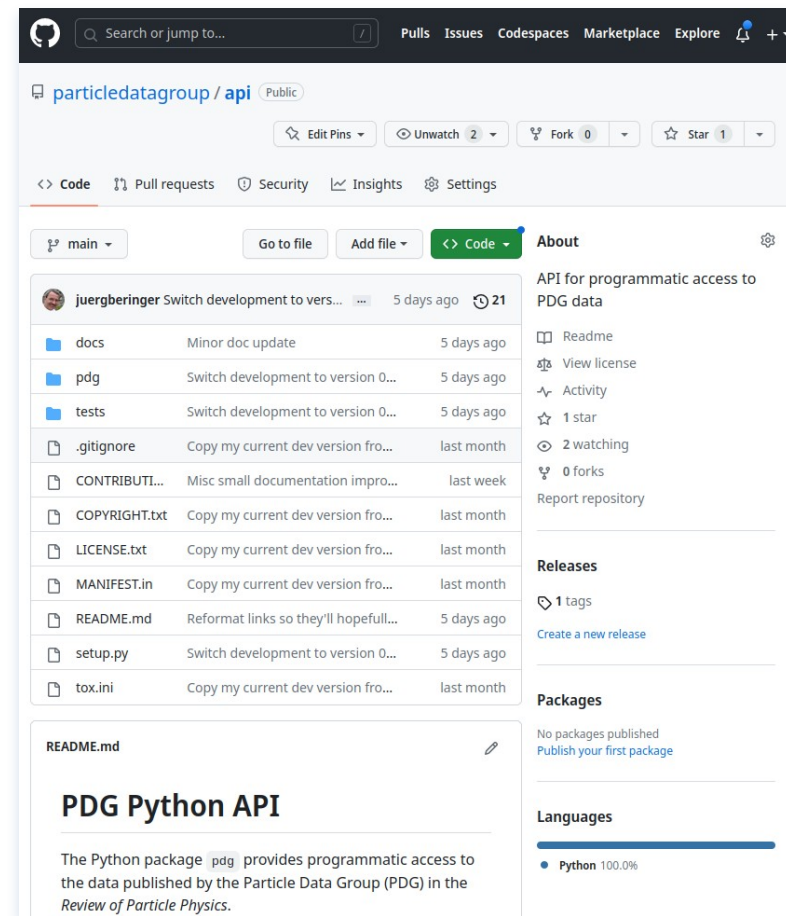 Search or jump to... / Pulls Issues Codespaces Marketplace Explore +
particledatagroup / api Public
Edit Pins Unwatch 2 Fork 0 Star 1
Code Pull requests Security Insights Settings
main Go to file Add file Code
juergberinger Switch development to vers... ... 5 days ago 21
docs Minor doc update 5 days ago
pdg Switch development to version 0... 5 days ago
tests Switch development to version 0... 5 days ago
.gitignore Copy my current dev version fro... last month
CONTRIBUTI... Misc small documentation impro... last week
COPYRIGHT.txt Copy my current dev version fro... last month
LICENSE.txt Copy my current dev version fro... last month
MANIFEST.in Copy my current dev version fro... last month
README.md Reformat links so they'll hopefull... 5 days ago
setup.py Switch development to version 0... 5 days ago
tox.ini Copy my current dev version fro... last month
README.md
PDG Python API
The Python package pdg provides programmatic access to
the data published by the Particle Data Group (PDG) in the
Review of Particle Physics.
About
API for programmatic access to
PDG data
Readme
View license
Activity
1 star
2 watching
0 forks
Report repository
Releases
1 tags
Create a new release
Packages
No packages published
Publish your first package
Languages
Python 100.0%